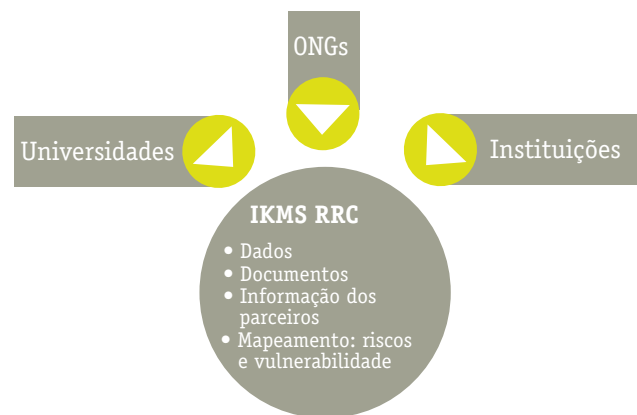 ONGs
Universidades
Instituições
IKMS RRC
• Dados
• Documentos
• Informação dos
parceiros
• Mapeamento: riscos
e vulnerabilidade